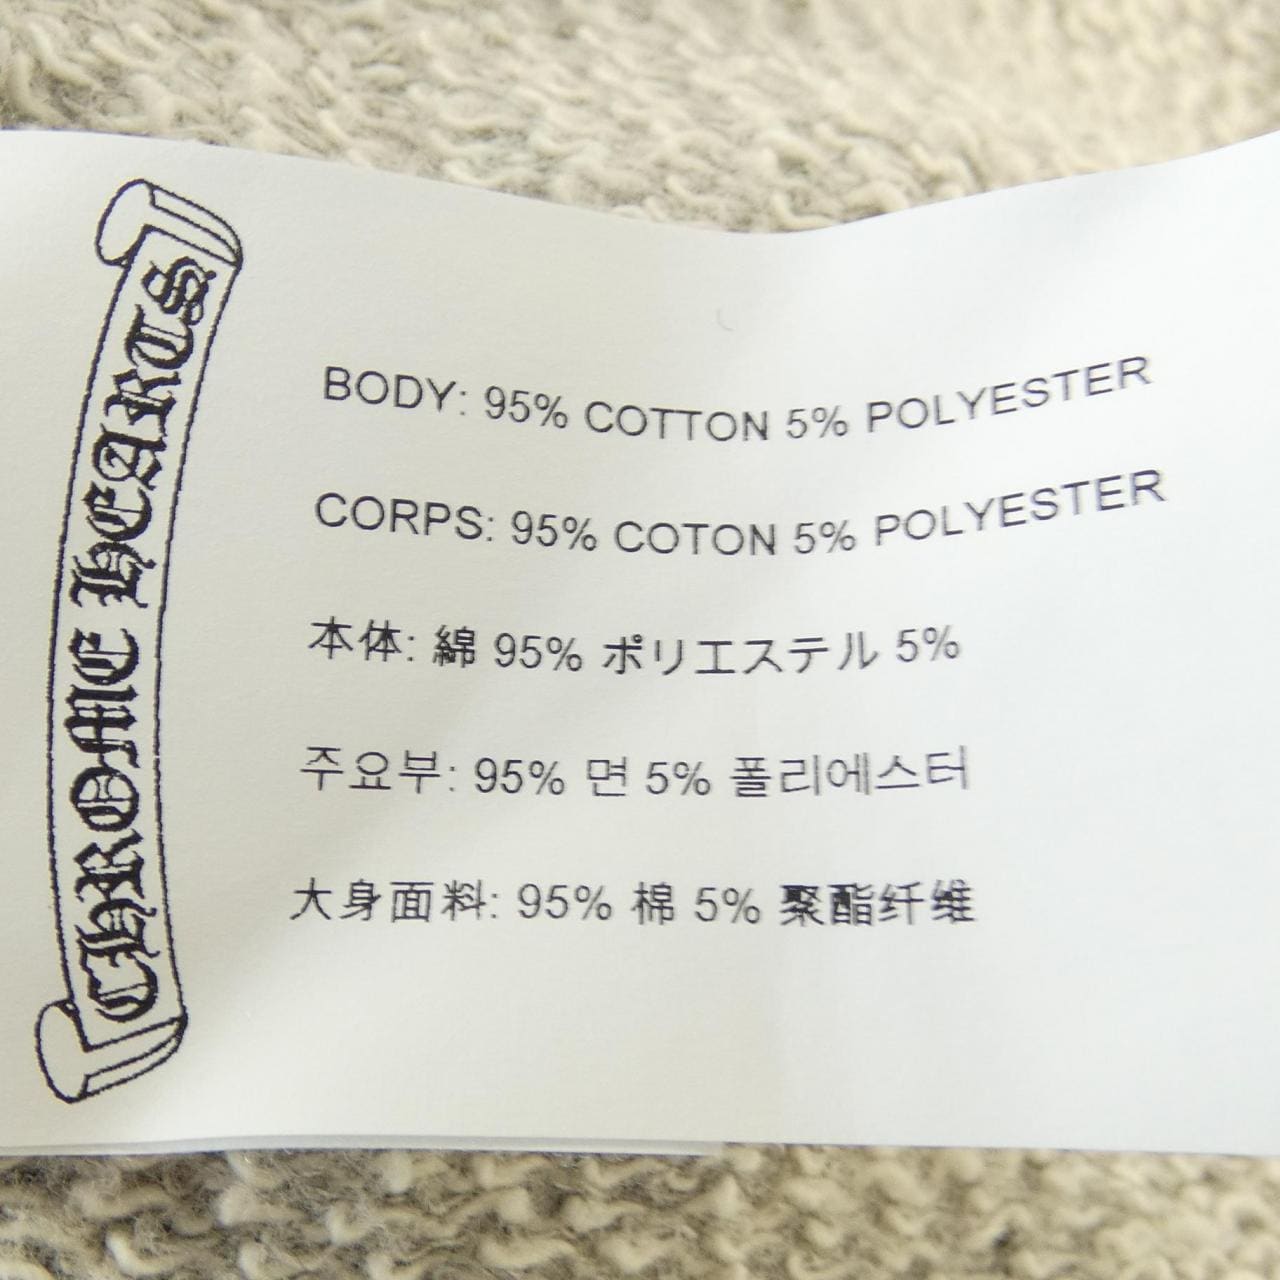 CHROME HEARTS
BODY: 95% COTTON 5% POLYESTER
CORPS: 95% COTON 5% POLYESTER
本体: 綿 95% ポリエステル 5%
주요부: 95% 면 5% 폴리에스터
大身面料: 95% 棉 5% 聚酯纤维